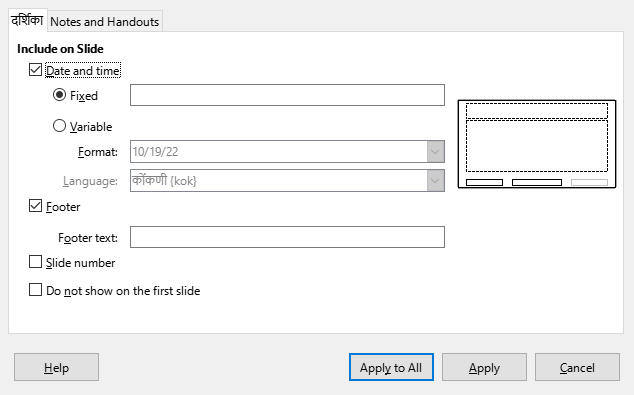 दर्शिका Notes and Handouts
Include on Slide
Date and time
Fixed
Variable
Format: 10/19/22
Language: कोंकणी {kok}
Footer
Footer text:
Slide number
Do not show on the first slide
Help Apply to All Apply Cancel